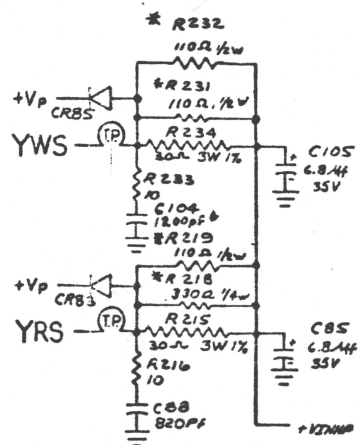 * R232
110Ω 1/2W
* R231
+Vp
CR85
110Ω, 1/2W
R234
YWS
T.P.
30Ω 3W 1%
C105
6.8μf
35V
R233
10
C104
1200pf *
* R219
110Ω 1/2W
* R218
+Vp
CR83
330Ω 1/4W
R215
YRS
T.P.
30Ω 3W 1%
C85
6.8μf
35V
R216
10
C88
820PF